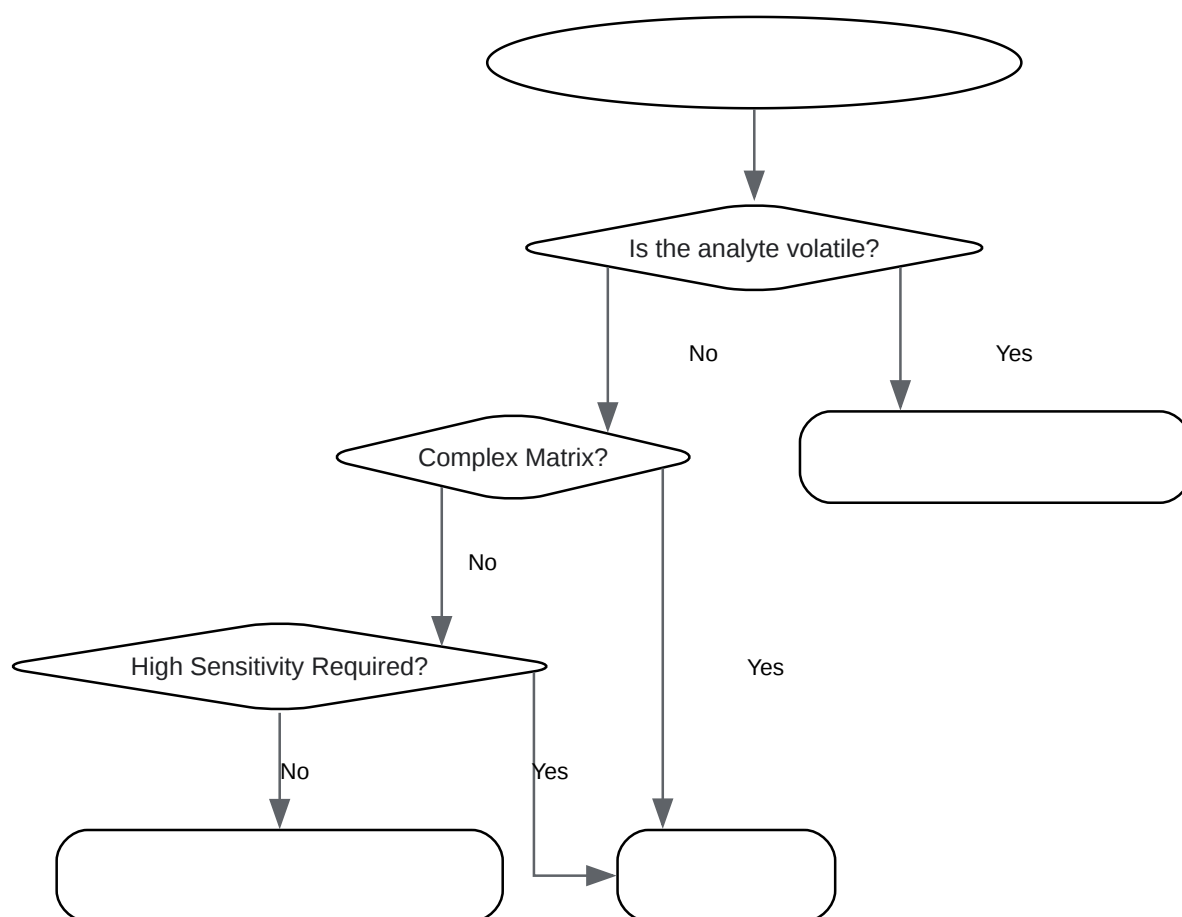 Is the analyte volatile?
No
Yes
Complex Matrix?
No
High Sensitivity Required?
Yes
No
Yes